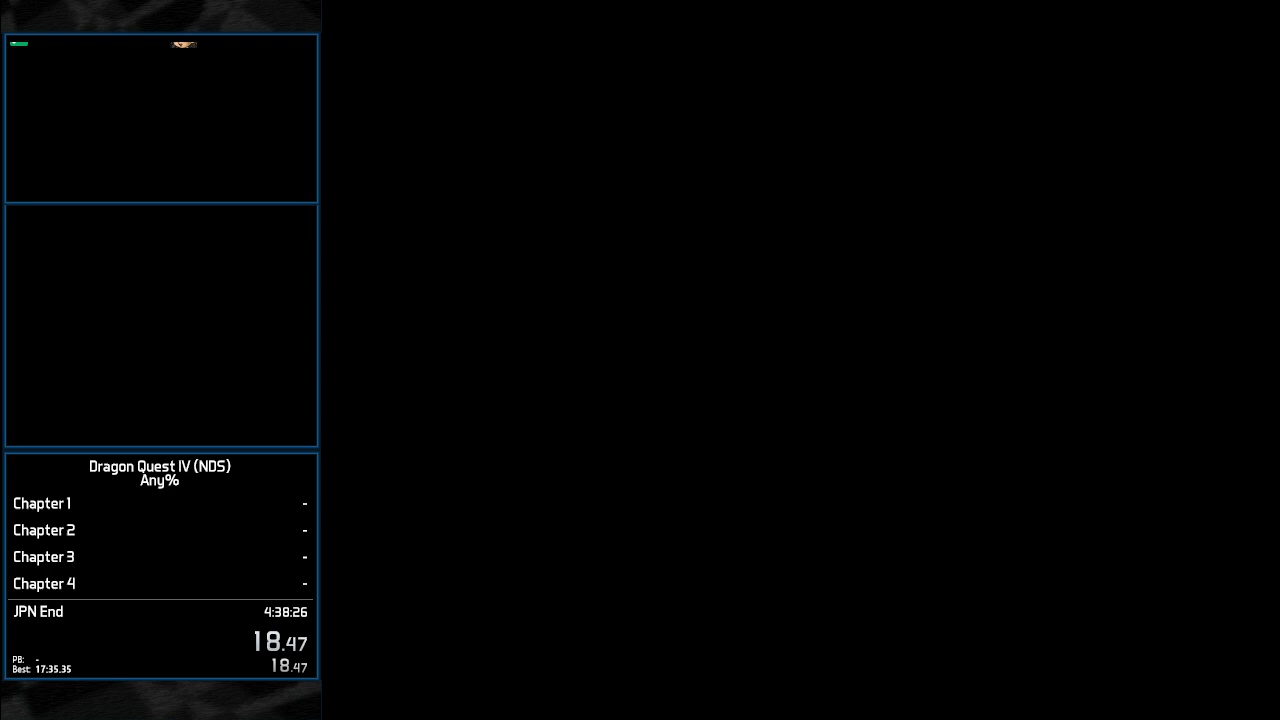 Dragon Quest IV (NDS)
Any%
Chapter 1 -
Chapter 2 -
Chapter 3 -
Chapter 4 -
JPN End 4:38:26
18.47
PB: -
Best: 17:35.35 18.47